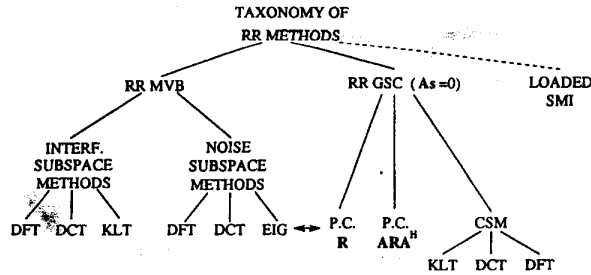 TAXONOMY OF
RR METHODS
RR MVB
RR GSC (As =0)
LOADED
SMI
INTERF.
SUBSPACE
METHODS
NOISE
SUBSPACE
METHODS
DFT DCT KLT
DFT DCT EIG
P.C.
R
P.C.
ARA^H
CSM
KLT DCT DFT